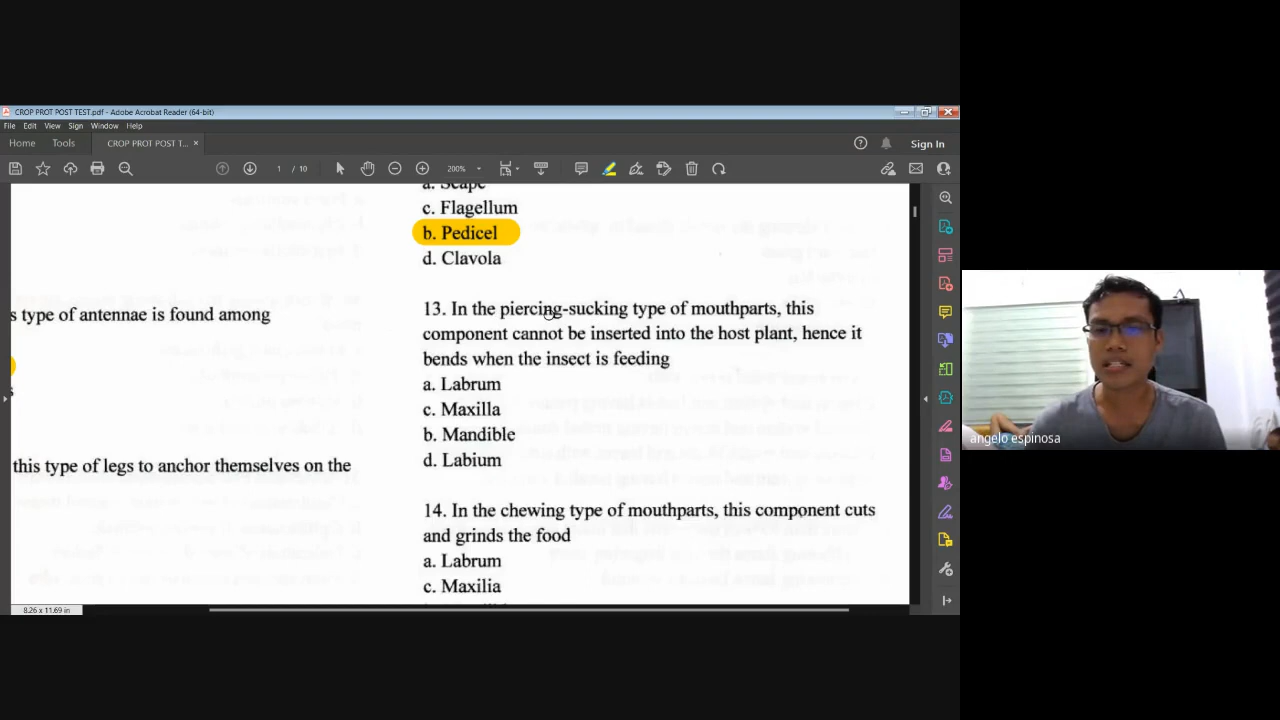 CROP PROT POST TEST.pdf - Adobe Acrobat Reader (64-bit)
File Edit View Sign Window Help
Home Tools CROP PROT POST T... × Sign In
1 / 10 200%
a. Scape
c. Flagellum
b. Pedicel
d. Clavola
s type of antennae is found among
13. In the piercing-sucking type of mouthparts, this
component cannot be inserted into the host plant, hence it
bends when the insect is feeding
a. Labrum
c. Maxilla
b. Mandible
d. Labium
this type of legs to anchor themselves on the
14. In the chewing type of mouthparts, this component cuts
and grinds the food
a. Labrum
c. Maxilia
8.26 x 11.69 in
angelo espinosa